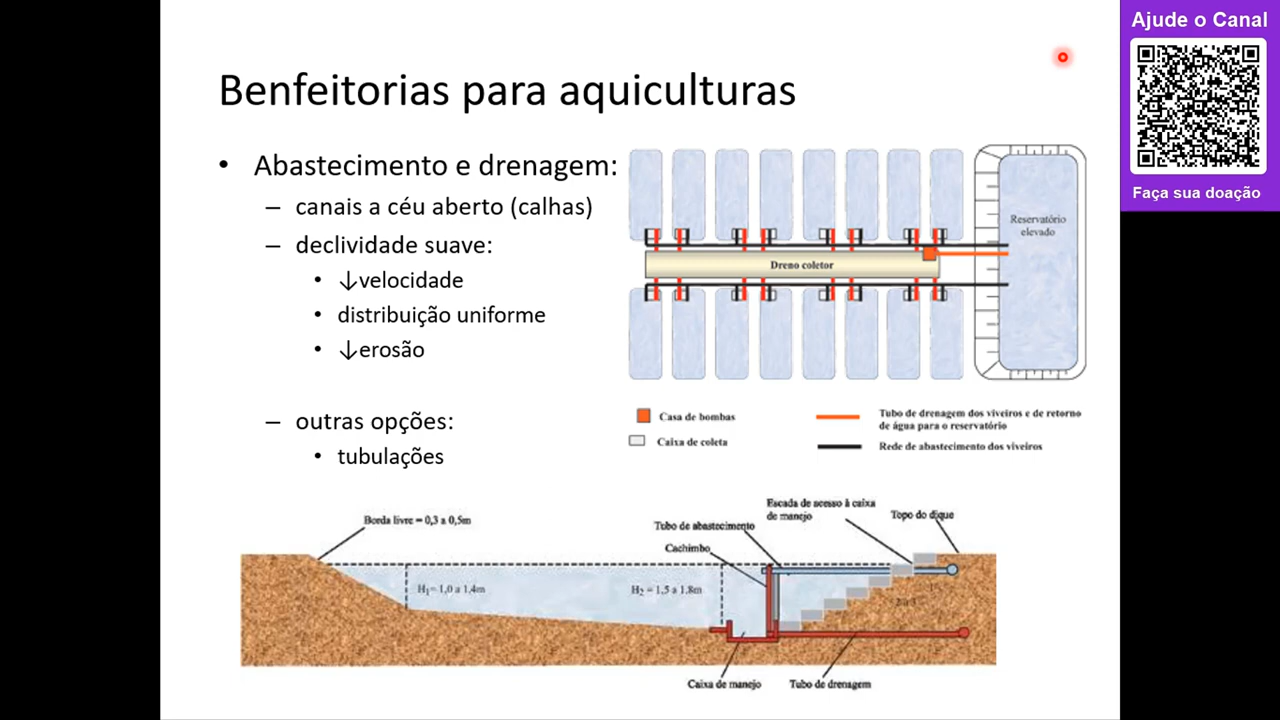 Benfeitorias para aquiculturas
• Abastecimento e drenagem:
– canais a céu aberto (calhas)
– declividade suave:
• ↓velocidade
• distribuição uniforme
• ↓erosão
– outras opções:
• tubulações
Reservatório
elevado
Dreno coletor
Casa de bombas
Caixa de coleta
Tubo de drenagem dos viveiros e de retorno
de água para o reservatório
Rede de abastecimento dos viveiros
Borda livre = 0,3 a 0,5m
Tubo de abastecimento
Cachimbo
Escada de acesso à caixa
de manejo
Topo do dique
H₁= 1,0 a 1,4m
H₂ = 1,5 a 1,8m
Caixa de manejo
Tubo de drenagem
Ajude o Canal
Faça sua doação